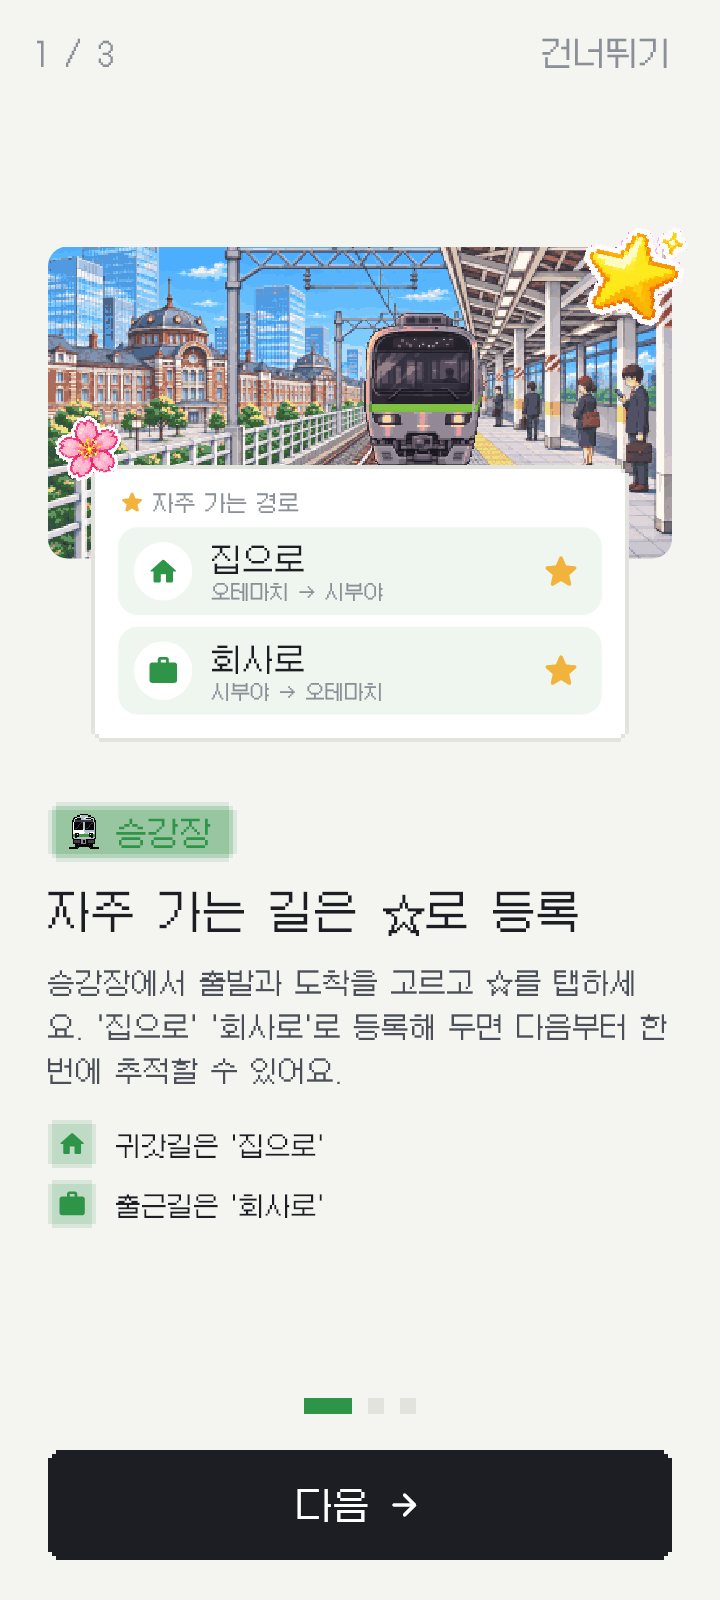 1 / 3
건너뛰기
자주 가는 경로
집으로
오테마치 → 시부야
회사로
시부야 → 오테마치
승강장
자주 가는 길은 ☆로 등록
승강장에서 출발과 도착을 고르고 ☆를 탭하세
요. '집으로' '회사로'로 등록해 두면 다음부터 한
번에 추적할 수 있어요.
귀갓길은 '집으로'
출근길은 '회사로'
다음 →